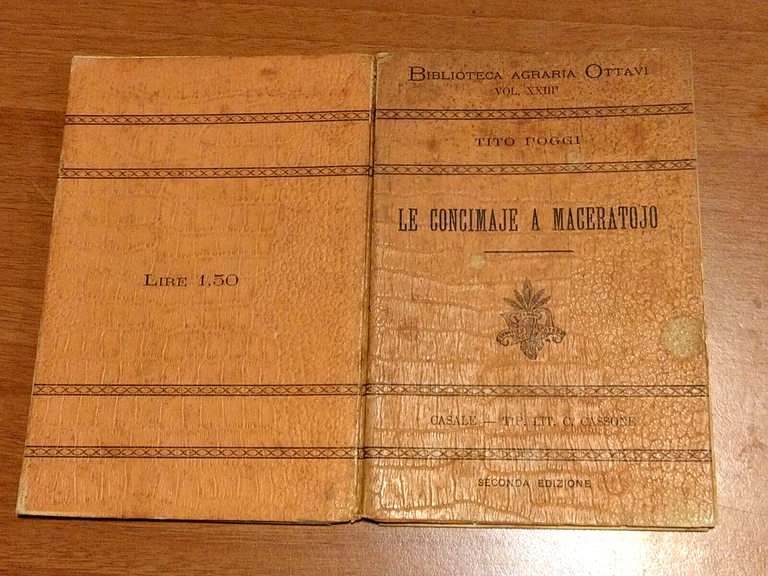 Lire 1,50
Biblioteca agraria Ottavi
VOL. XXIII°
TITO POGGI
LE CONCIMAJE A MACERATOJO
CASALE — TIP. LIT. C. CASSONE
SECONDA EDIZIONE